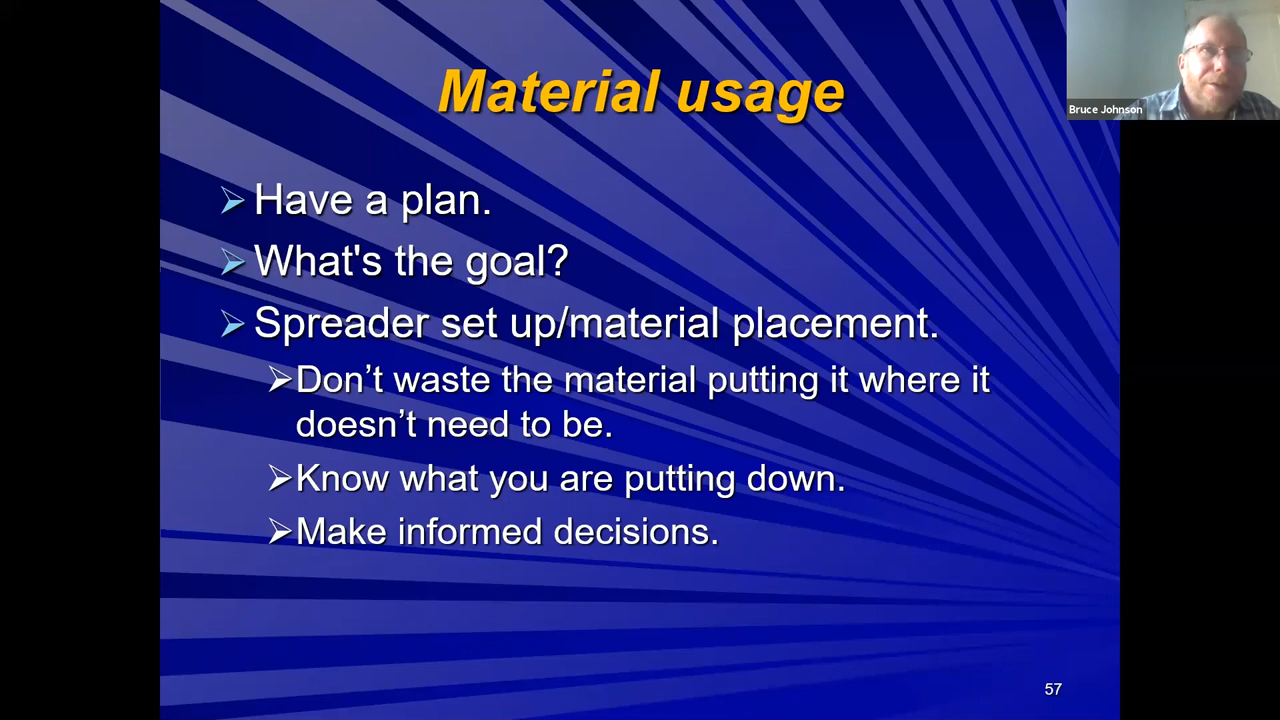 Material usage
Bruce Johnson
Have a plan.
What's the goal?
Spreader set up/material placement.
Don’t waste the material putting it where it
doesn’t need to be.
Know what you are putting down.
Make informed decisions.
57